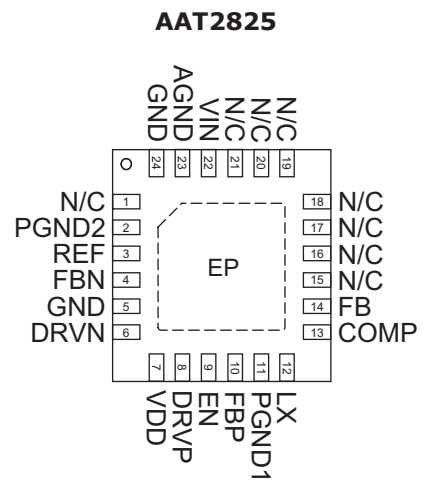 AAT2825
GND
AGND
VIN
N/C
N/C
N/C
24
23
22
21
20
19
N/C 1
PGND2 2
REF 3
FBN 4
GND 5
DRVN 6
EP
18 N/C
17 N/C
16 N/C
15 N/C
14 FB
13 COMP
7
8
9
10
11
12
VDD
DRVP
EN
FBP
PGND1
LX